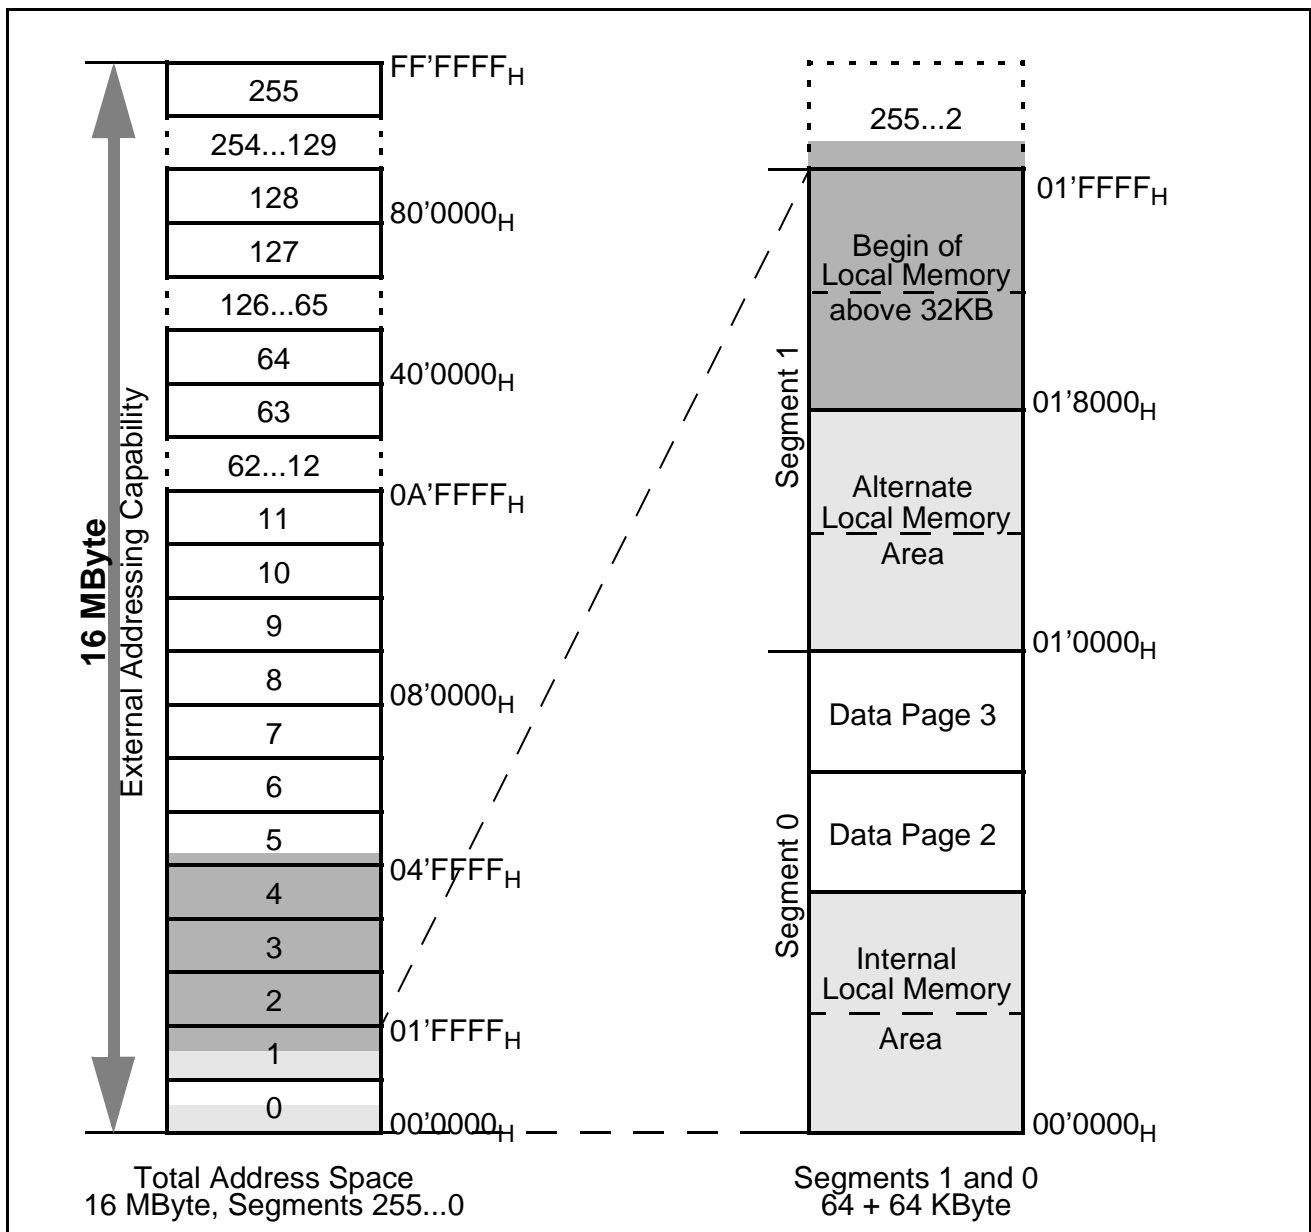 FF’FFFFH
255
254...129
128
80’0000H
127
126...65
64
40’0000H
63
62...12
0A’FFFFH
11
10
9
8
08’0000H
7
6
5
04’FFFFH
4
3
2
01’FFFFH
1
0
00’0000H
16 MByte
External Addressing Capability
Total Address Space
16 MByte, Segments 255...0
255...2
01’FFFFH
Begin of
Local Memory
above 32KB
Segment 1
01’8000H
Alternate
Local Memory
Area
01’0000H
Data Page 3
Data Page 2
Segment 0
Internal
Local Memory
Area
00’0000H
Segments 1 and 0
64 + 64 KByte